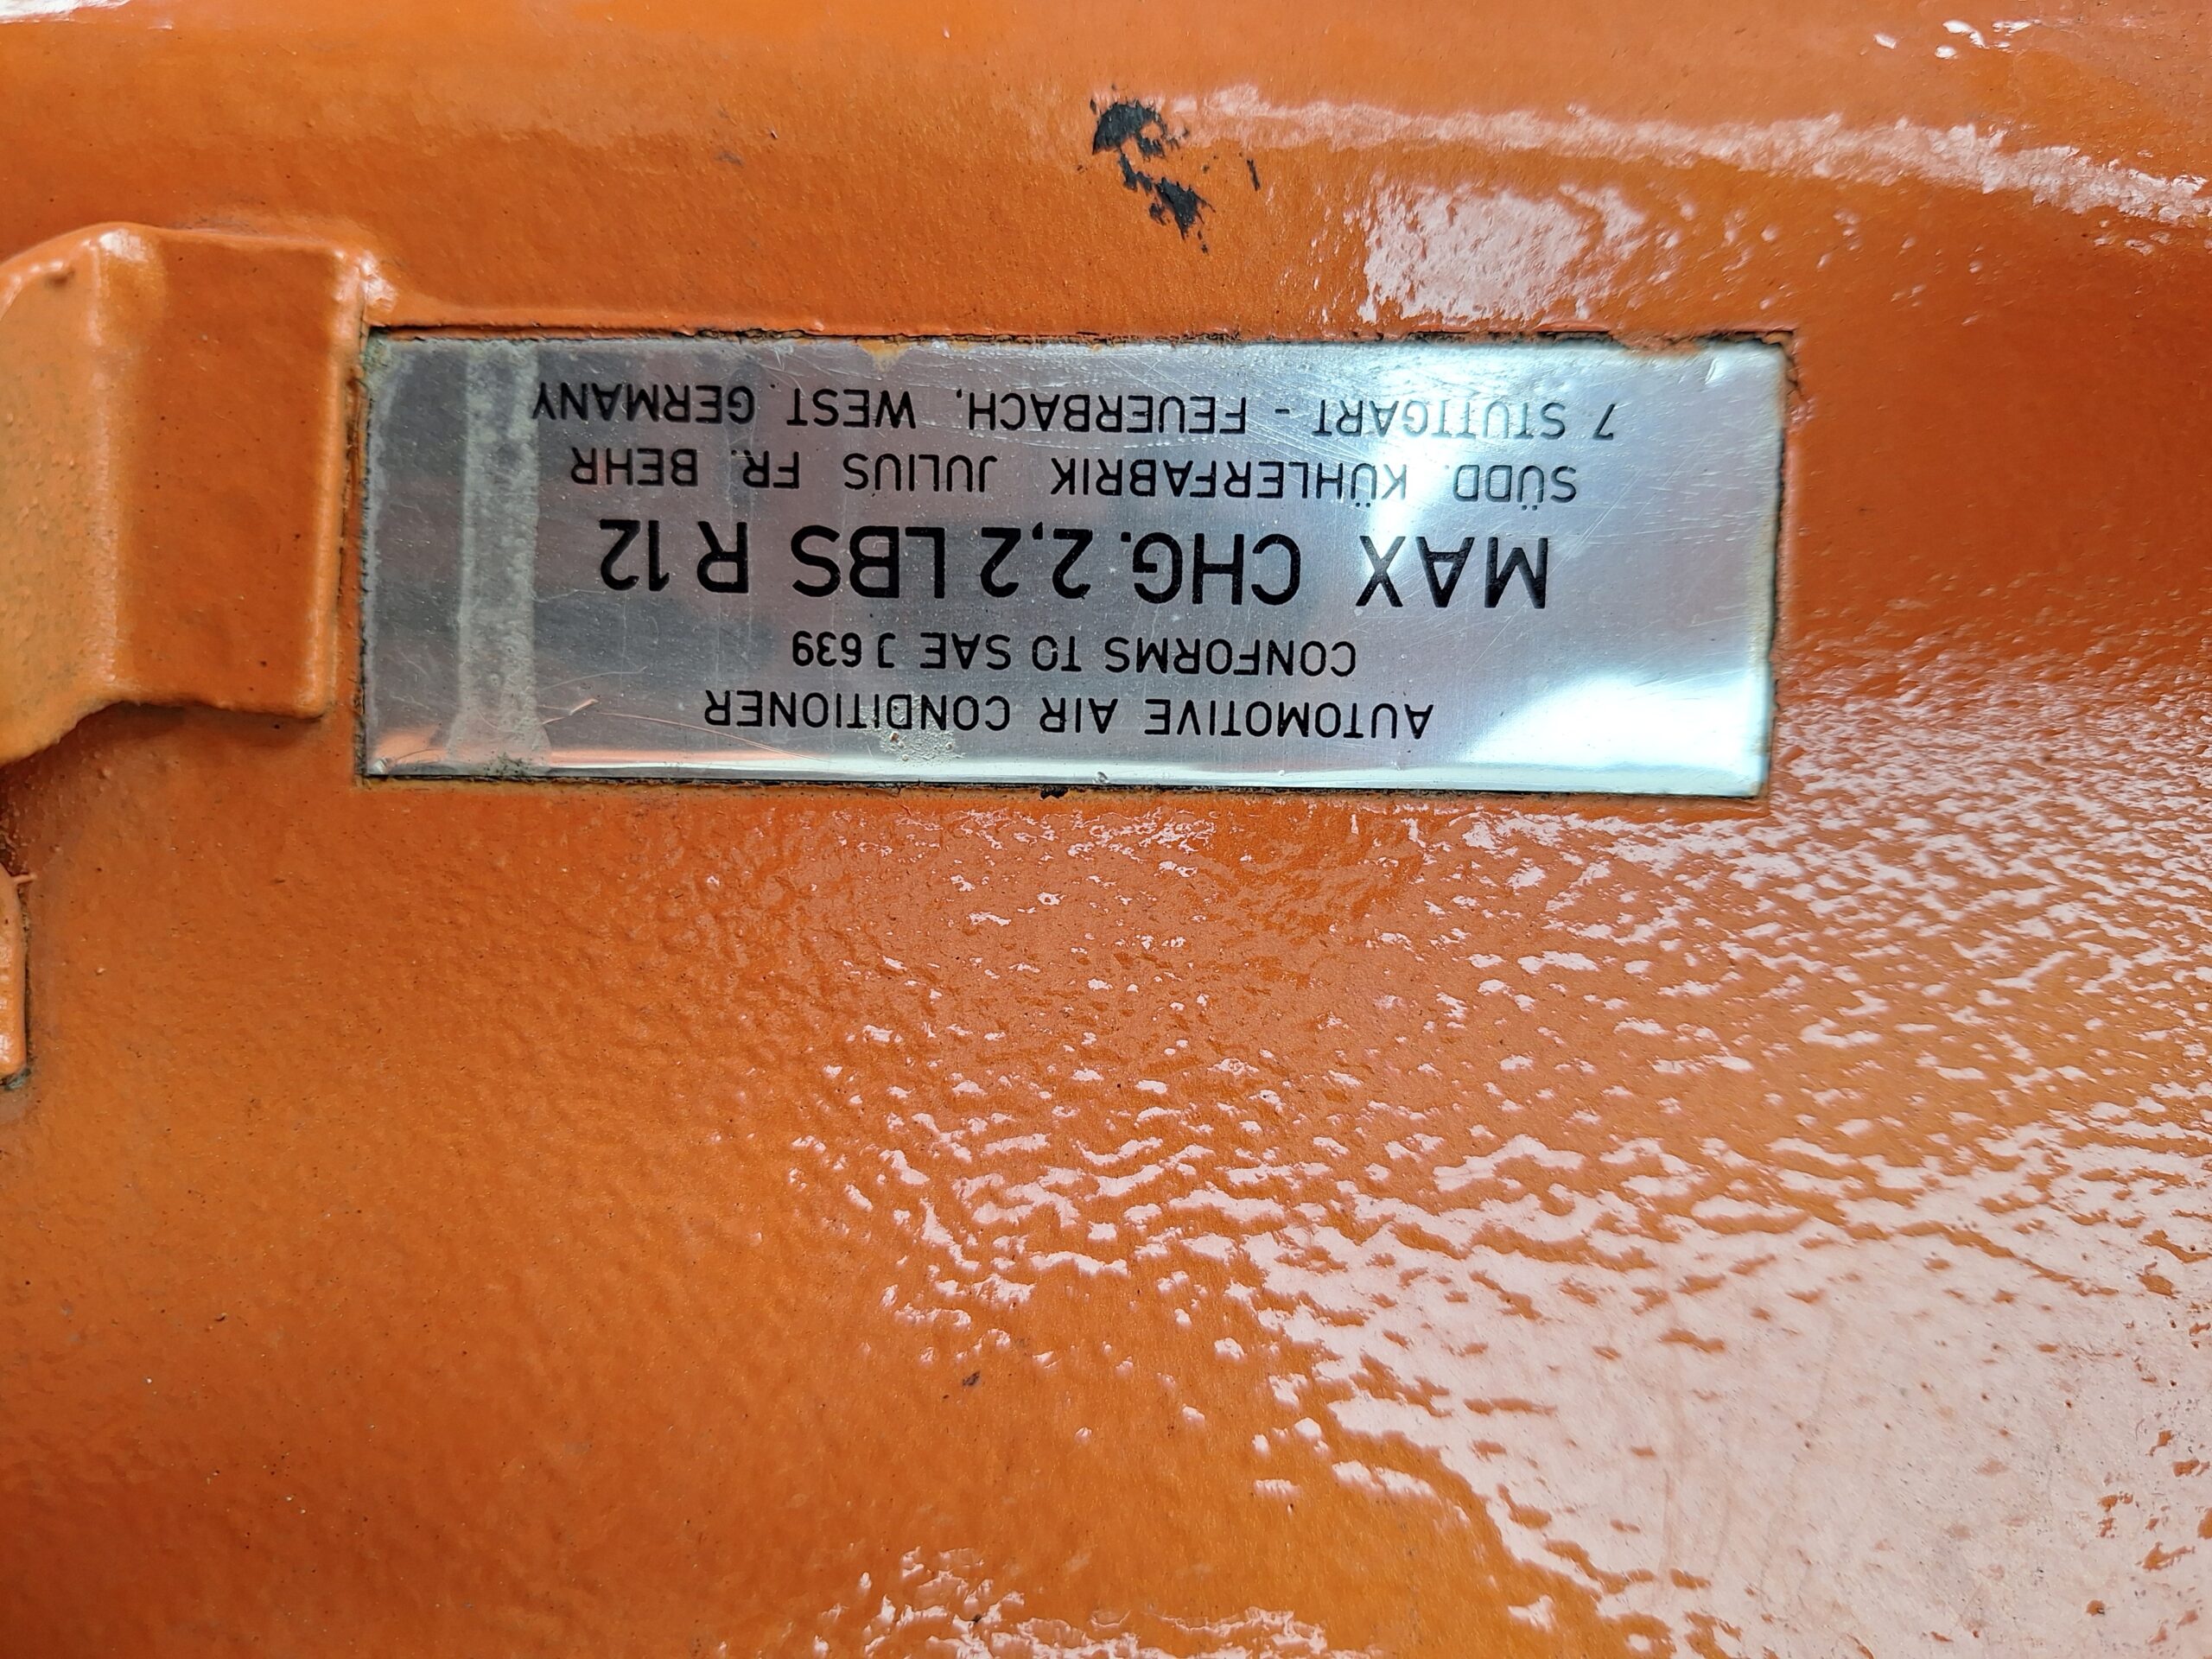 AUTOMOTIVE AIR CONDITIONER
CONFORMS TO SAE J 639
MAX CHG. 2,2 LBS R 12
SÜDD. KÜHLERFABRIK JULIUS FR. BEHR
7 STUTTGART - FEUERBACH, WEST. GERMANY